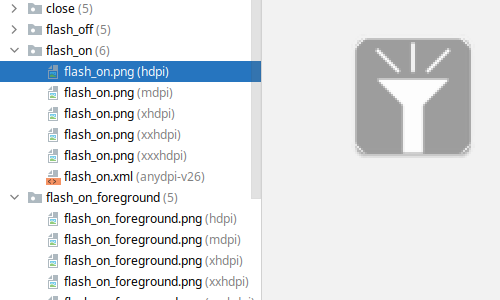 close (5)
flash_off (5)
flash_on (6)
flash_on.png (hdpi)
flash_on.png (mdpi)
flash_on.png (xhdpi)
flash_on.png (xxhdpi)
flash_on.png (xxxhdpi)
flash_on.xml (anydpi-v26)
flash_on_foreground (5)
flash_on_foreground.png (hdpi)
flash_on_foreground.png (mdpi)
flash_on_foreground.png (xhdpi)
flash_on_foreground.png (xxhdpi)